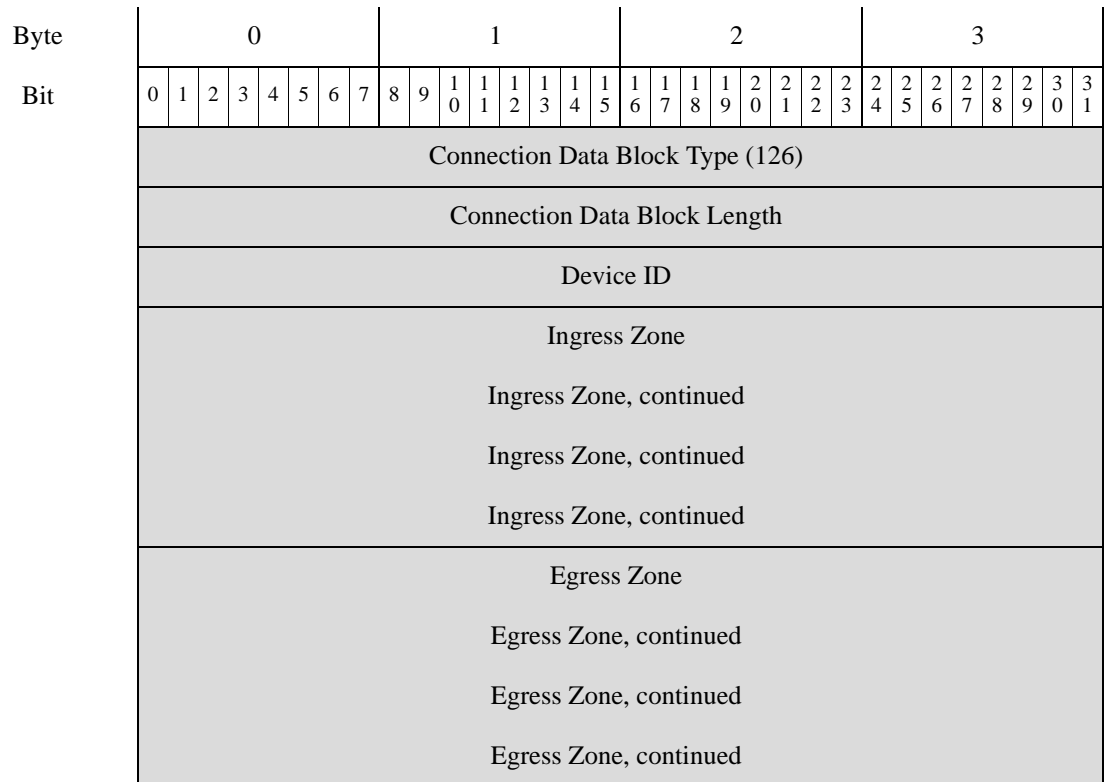 Byte 0 1 2 3
Bit 0 1 2 3 4 5 6 7 8 9 10 11 12 13 14 15 16 17 18 19 20 21 22 23 24 25 26 27 28 29 30 31
Connection Data Block Type (126)
Connection Data Block Length
Device ID
Ingress Zone
Ingress Zone, continued
Ingress Zone, continued
Ingress Zone, continued
Egress Zone
Egress Zone, continued
Egress Zone, continued
Egress Zone, continued